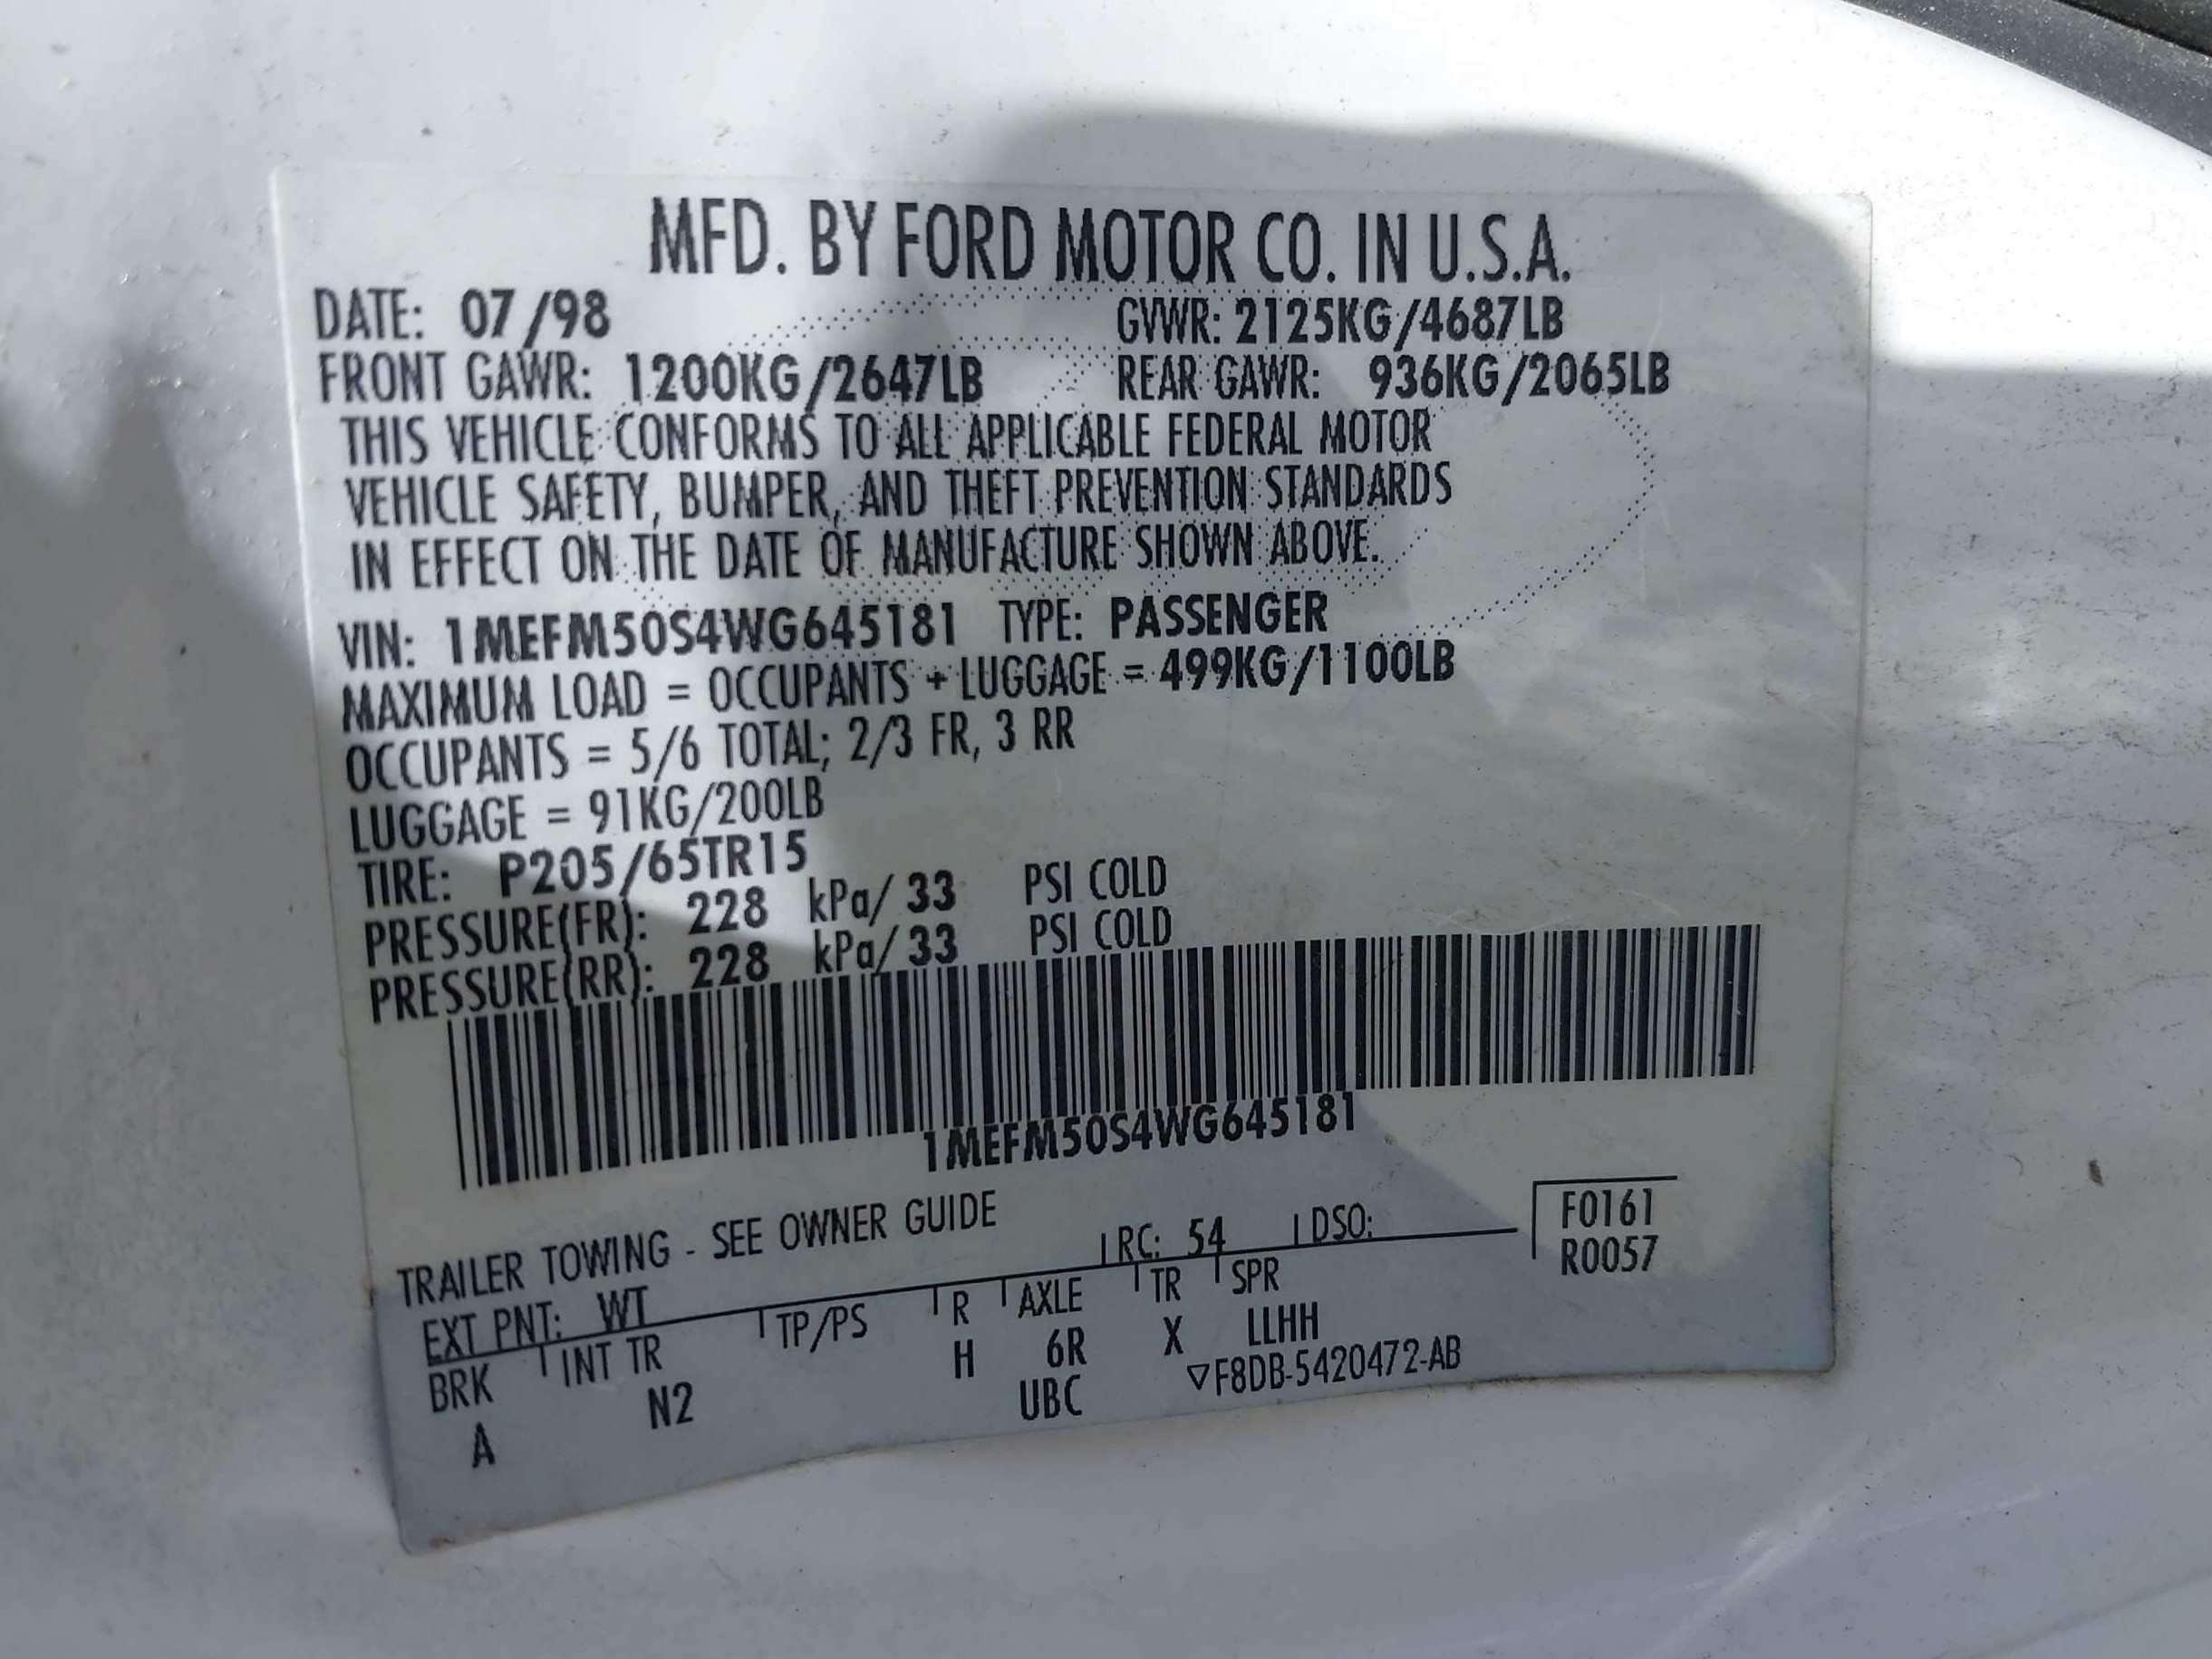 MFD. BY FORD MOTOR CO. IN U.S.A.
DATE: 07/98 GVWR: 2125KG/4687LB
FRONT GAWR: 1200KG/2647LB REAR GAWR: 936KG/2065LB
THIS VEHICLE CONFORMS TO ALL APPLICABLE FEDERAL MOTOR
VEHICLE SAFETY, BUMPER, AND THEFT PREVENTION STANDARDS
IN EFFECT ON THE DATE OF MANUFACTURE SHOWN ABOVE.
VIN: 1MEFM50S4WG645181 TYPE: PASSENGER
MAXIMUM LOAD = OCCUPANTS + LUGGAGE = 499KG/1100LB
OCCUPANTS = 5/6 TOTAL; 2/3 FR, 3 RR
LUGGAGE = 91KG/200LB
TIRE: P205/65TR15
PRESSURE(FR): 228 kPa/ 33 PSI COLD
PRESSURE(RR): 228 kPa/ 33 PSI COLD
1MEFM50S4WG645181
TRAILER TOWING - SEE OWNER GUIDE
EXT PNT: WT RC: 54 DSO: F0161
R0057
BRK INT TR TP/PS R AXLE TR SPR
A N2 H 6R X LLHH
UBC ▽F8DB-5420472-AB